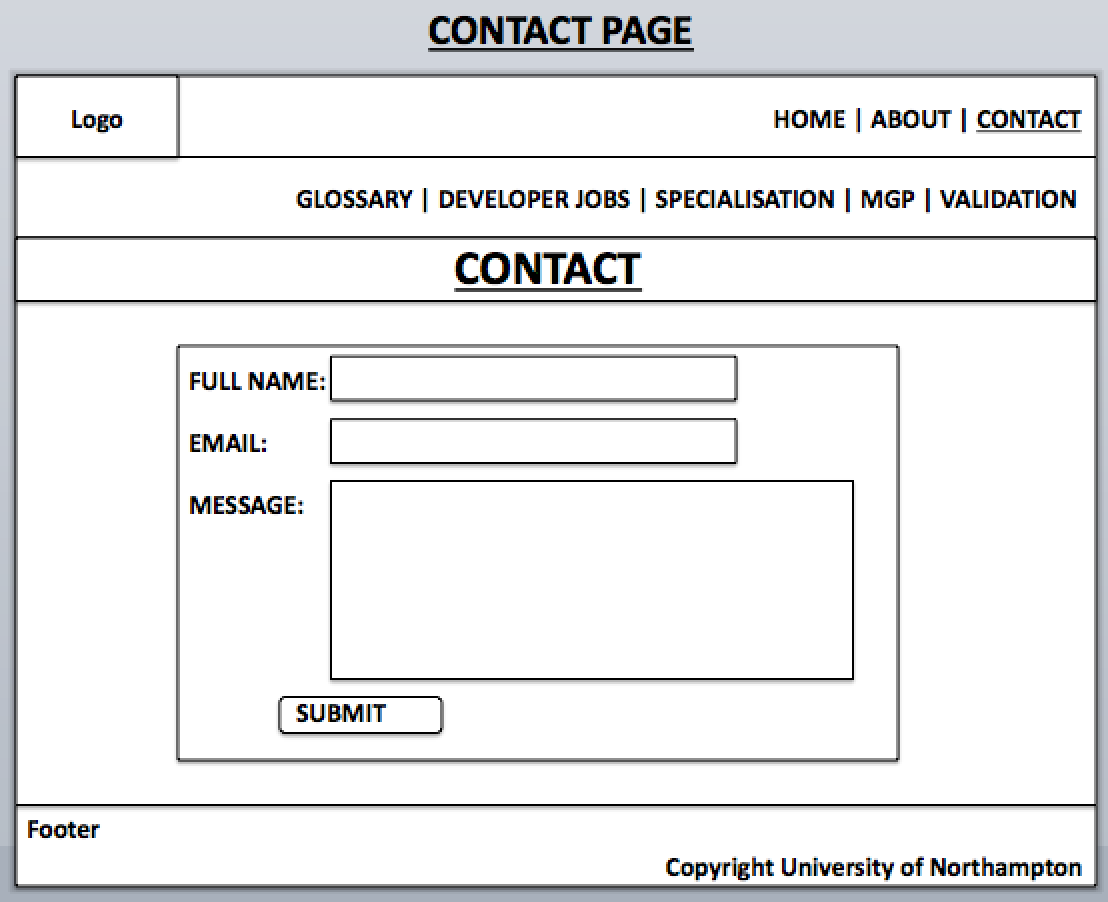 CONTACT PAGE
Logo
HOME | ABOUT | CONTACT
GLOSSARY | DEVELOPER JOBS | SPECIALISATION | MGP | VALIDATION
CONTACT
FULL NAME:
EMAIL:
MESSAGE:
SUBMIT
Footer
Copyright University of Northampton